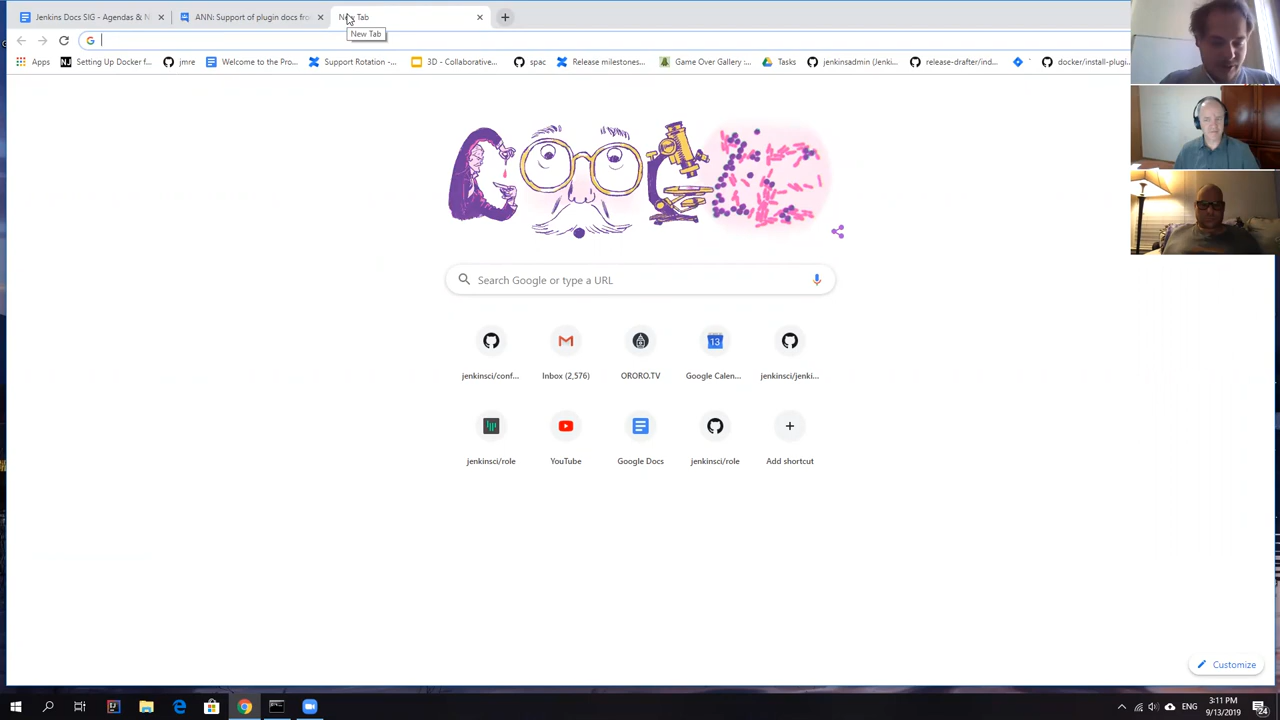 Jenkins Docs SIG - Agendas & N
ANN: Support of plugin docs fro
New Tab
New Tab
Apps
Setting Up Docker f...
jmre
Welcome to the Pro...
Support Rotation -...
3D - Collaborative...
spac
Release milestones...
Game Over Gallery :...
Tasks
jenkinsadmin (Jenki...
release-drafter/ind...
docker/install-plugi...
Search Google or type a URL
jenkinsci/conf...
Inbox (2,576)
ORORO.TV
13
Google Calen...
jenkinsci/jenki...
jenkinsci/role
YouTube
Google Docs
jenkinsci/role
Add shortcut
Customize
ENG
3:11 PM
9/13/2019
24